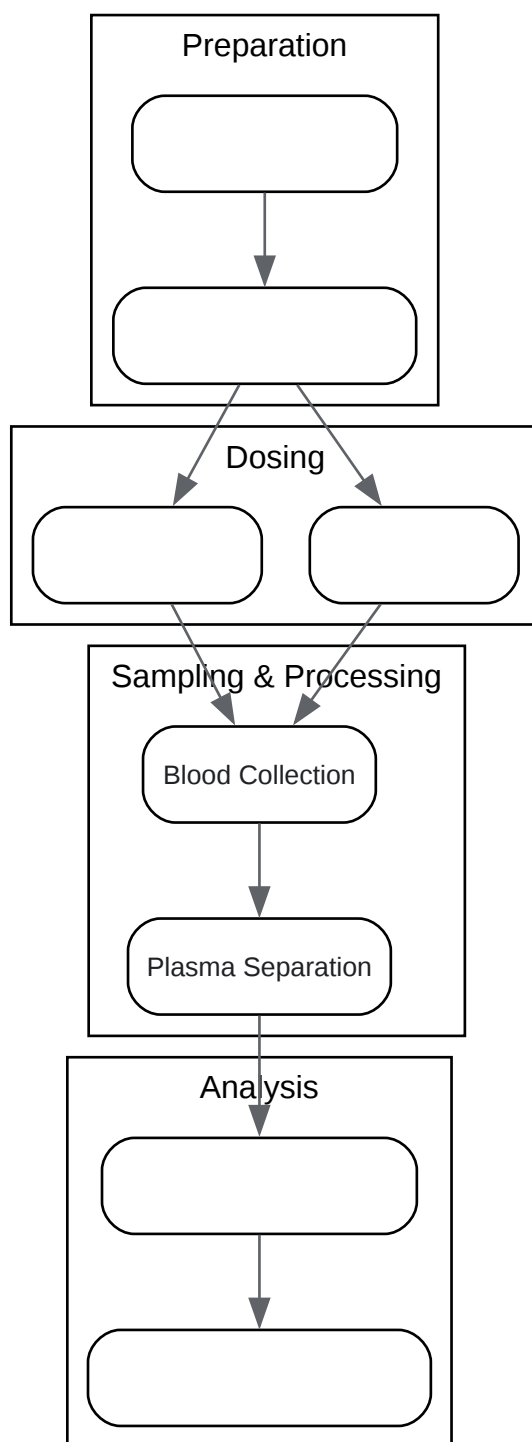 Preparation
Dosing
Sampling & Processing
Blood Collection
Plasma Separation
Analysis